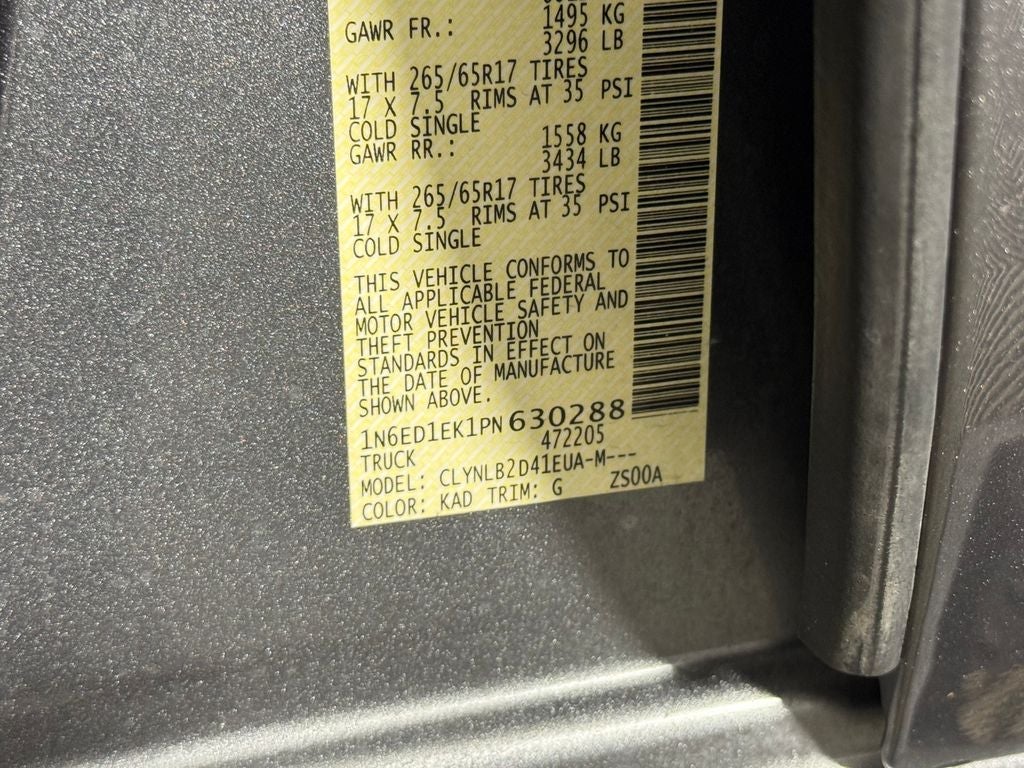 1495 KG
GAWR FR.: 3296 LB
WITH 265/65R17 TIRES
17 X 7.5 RIMS AT 35 PSI
COLD SINGLE
1558 KG
GAWR RR.: 3434 LB
WITH 265/65R17 TIRES
17 X 7.5 RIMS AT 35 PSI
COLD SINGLE
THIS VEHICLE CONFORMS TO
ALL APPLICABLE FEDERAL
MOTOR VEHICLE SAFETY AND
THEFT PREVENTION
STANDARDS IN EFFECT ON
THE DATE OF MANUFACTURE
SHOWN ABOVE.
1N6ED1EK1PN630288
TRUCK 472205
MODEL: CLYNLB2D41EUA-M---
COLOR: KAD TRIM: G ZS00A